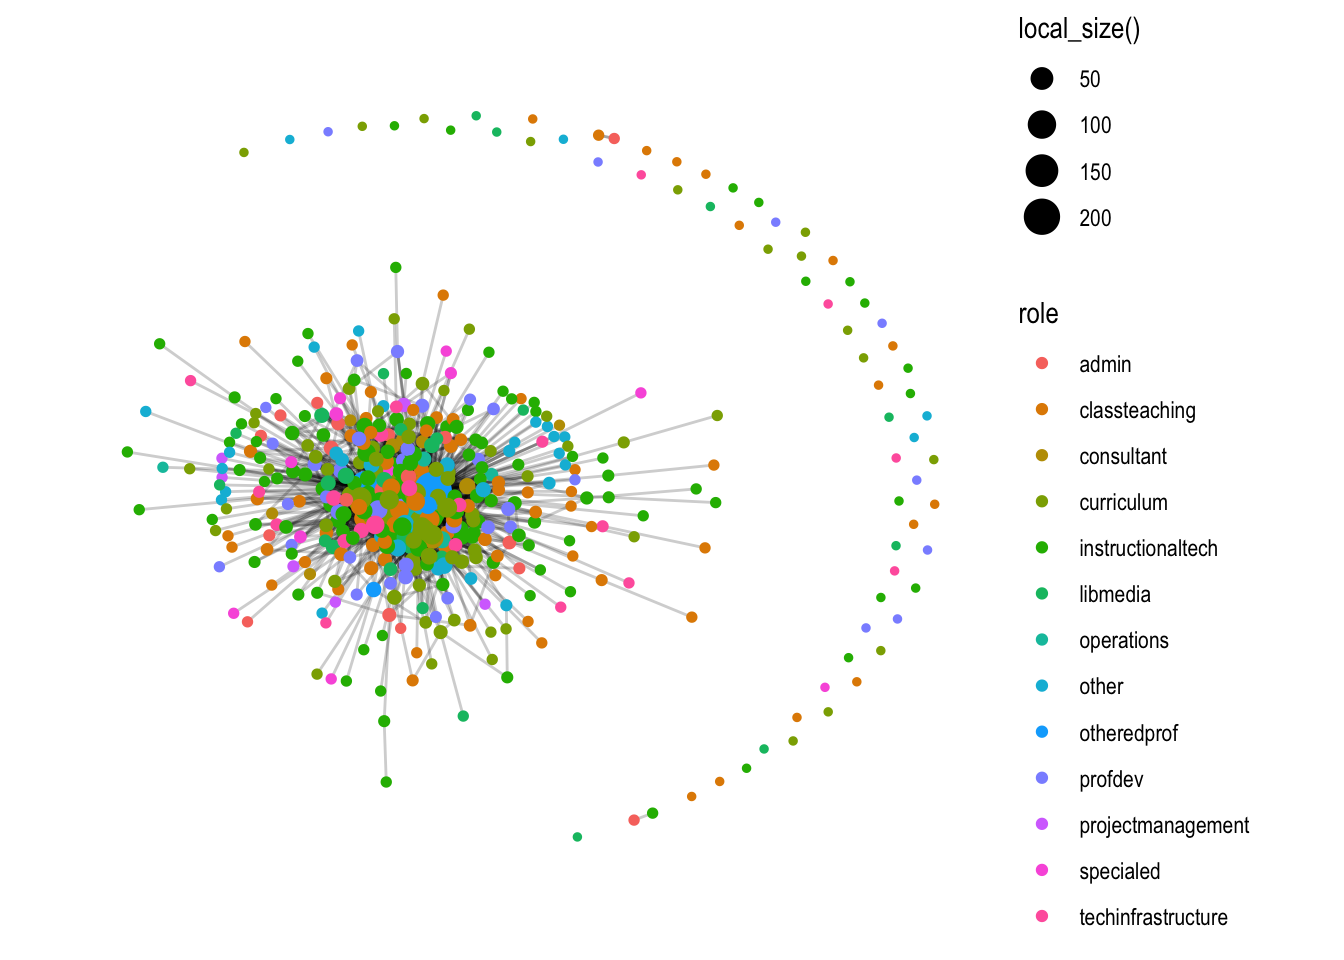 local_size()
50
100
150
200
role
admin
classteaching
consultant
curriculum
instructionaltech
libmedia
operations
other
otheredprof
profdev
projectmanagement
specialed
techinfrastructure